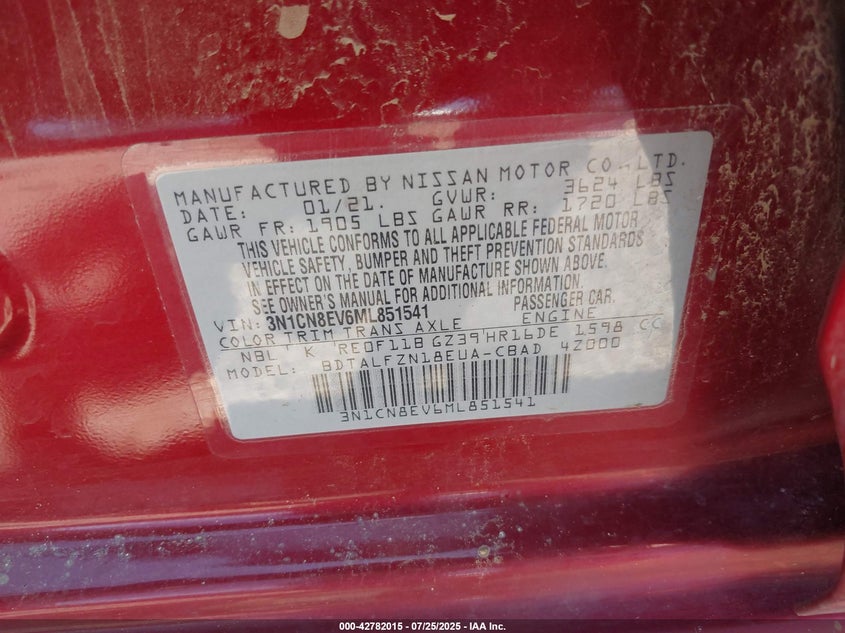 MANUFACTURED BY NISSAN MOTOR CO.,LTD.
DATE: 01/21. GVWR: 3624 LBS
GAWR FR: 1905 LBS GAWR RR: 1720 LBS
THIS VEHICLE CONFORMS TO ALL APPLICABLE FEDERAL MOTOR
VEHICLE SAFETY, BUMPER AND THEFT PREVENTION STANDARDS
IN EFFECT ON THE DATE OF MANUFACTURE SHOWN ABOVE.
SEE OWNER'S MANUAL FOR ADDITIONAL INFORMATION.
VIN: 3N1CN8EV6ML851541 PASSENGER CAR.
COLOR TRIM TRANS AXLE ENGINE
NBL K RE0F11B GZ39 HR16DE 1598 CC
MODEL: BDTALFZN18EUA-CBAD 42000
3N1CN8EV6ML851541
000-42782015 | 07/25/2025 | IAA Inc.